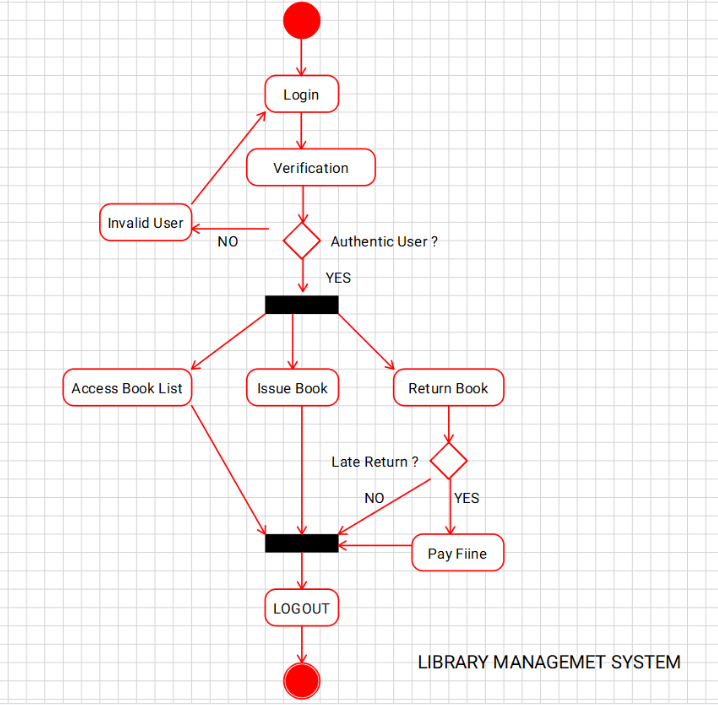 Login
Verification
Invalid User
NO
Authentic User ?
YES
Access Book List
Issue Book
Return Book
Late Return ?
NO
YES
Pay Fiine
LOGOUT
LIBRARY MANAGEMET SYSTEM